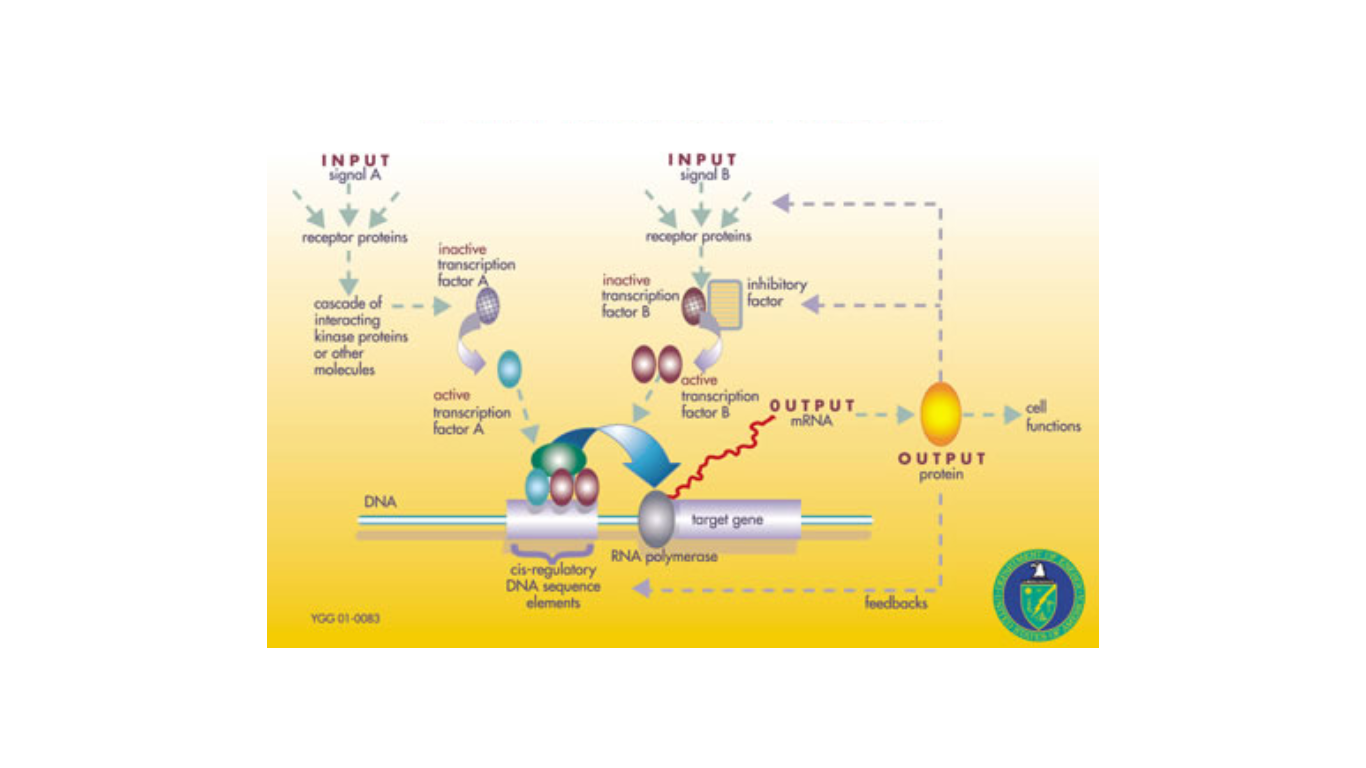 INPUT
signal A
receptor proteins
cascade of
interacting
kinase proteins
or other
molecules
inactive
transcription
factor A
active
transcription
factor A
INPUT
signal B
receptor proteins
inactive
transcription
factor B
inhibitory
factor
active
transcription
factor B
OUTPUT
mRNA
OUTPUT
protein
cell
functions
DNA
target gene
RNA polymerase
cis-regulatory
DNA sequence
elements
feedbacks
YGG 01-0083